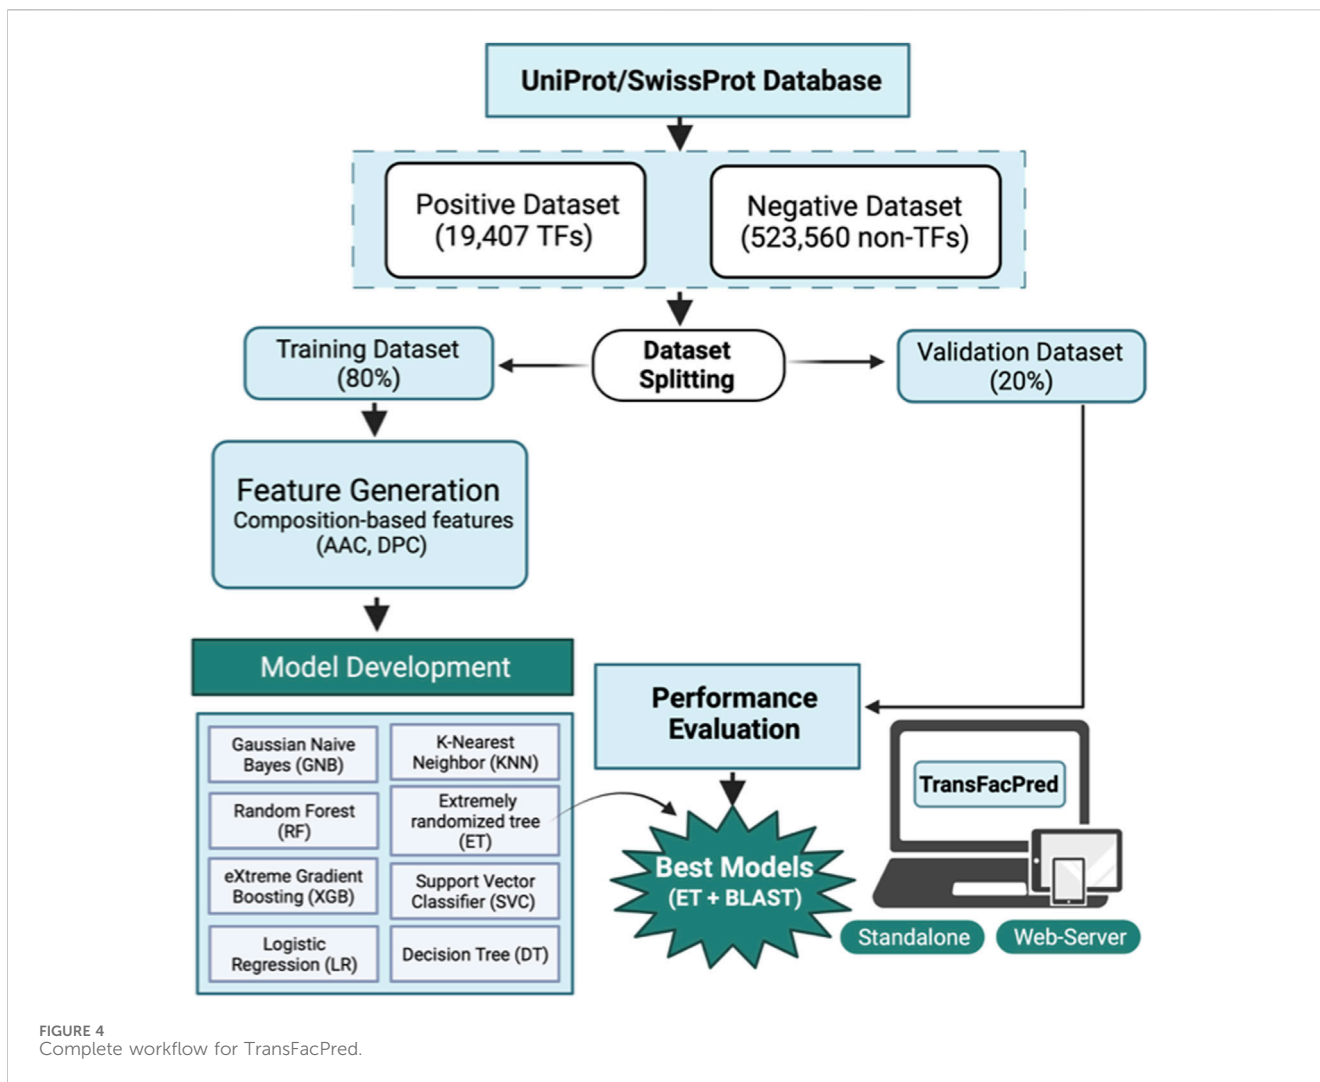 UniProt/SwissProt Database
Positive Dataset
(19,407 TFs)
Negative Dataset
(523,560 non-TFs)
Training Dataset
(80%)
Dataset
Splitting
Validation Dataset
(20%)
Feature Generation
Composition-based features
(AAC, DPC)
Model Development
Gaussian Naive
Bayes (GNB)
K-Nearest
Neighbor (KNN)
Random Forest
(RF)
Extremely
randomized tree
(ET)
eXtreme Gradient
Boosting (XGB)
Support Vector
Classifier (SVC)
Logistic
Regression (LR)
Decision Tree (DT)
Performance
Evaluation
Best Models
(ET + BLAST)
TransFacPred
Standalone
Web-Server
FIGURE 4
Complete workflow for TransFacPred.